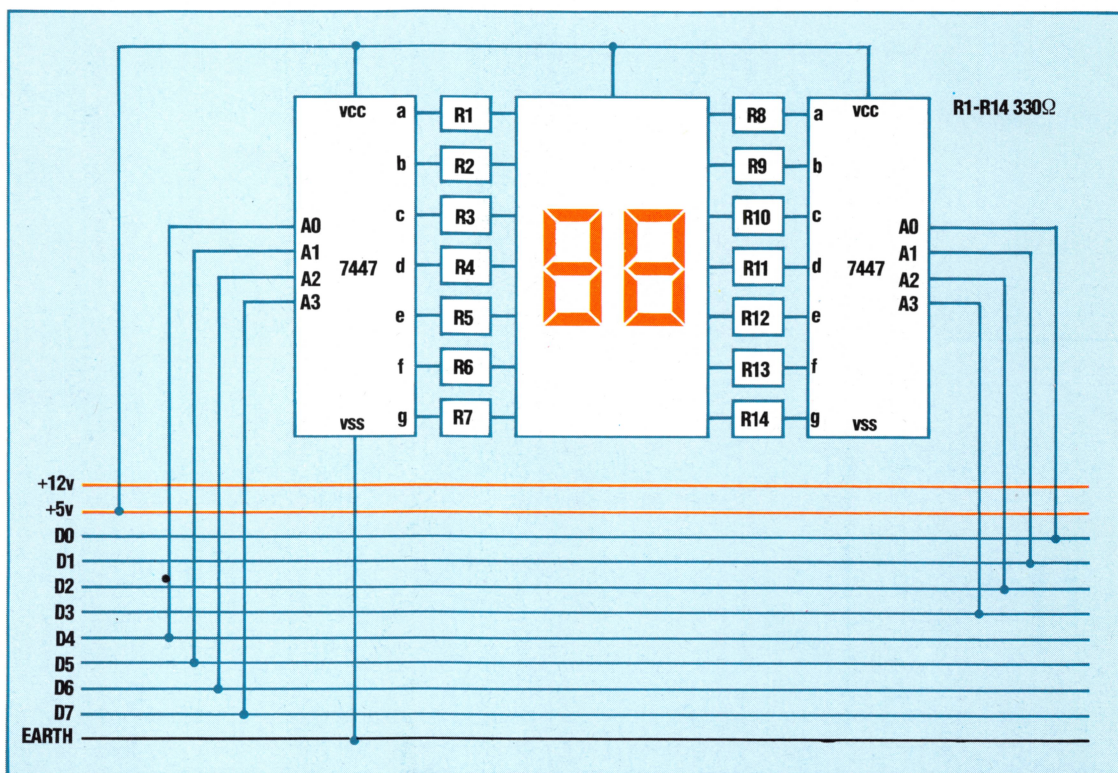 vcc a R1 R8 a vcc R1-R14 330Ω
b R2 R9 b
c R3 R10 c
A0 A0
A1 A1
d R4 R11 d
7447 7447
A2 A2
A3 A3
e R5 R12 e
f R6 R13 f
g R7 R14 g
vss vss
+12v
+5v
D0
D1
D2
D3
D4
D5
D6
D7
EARTH